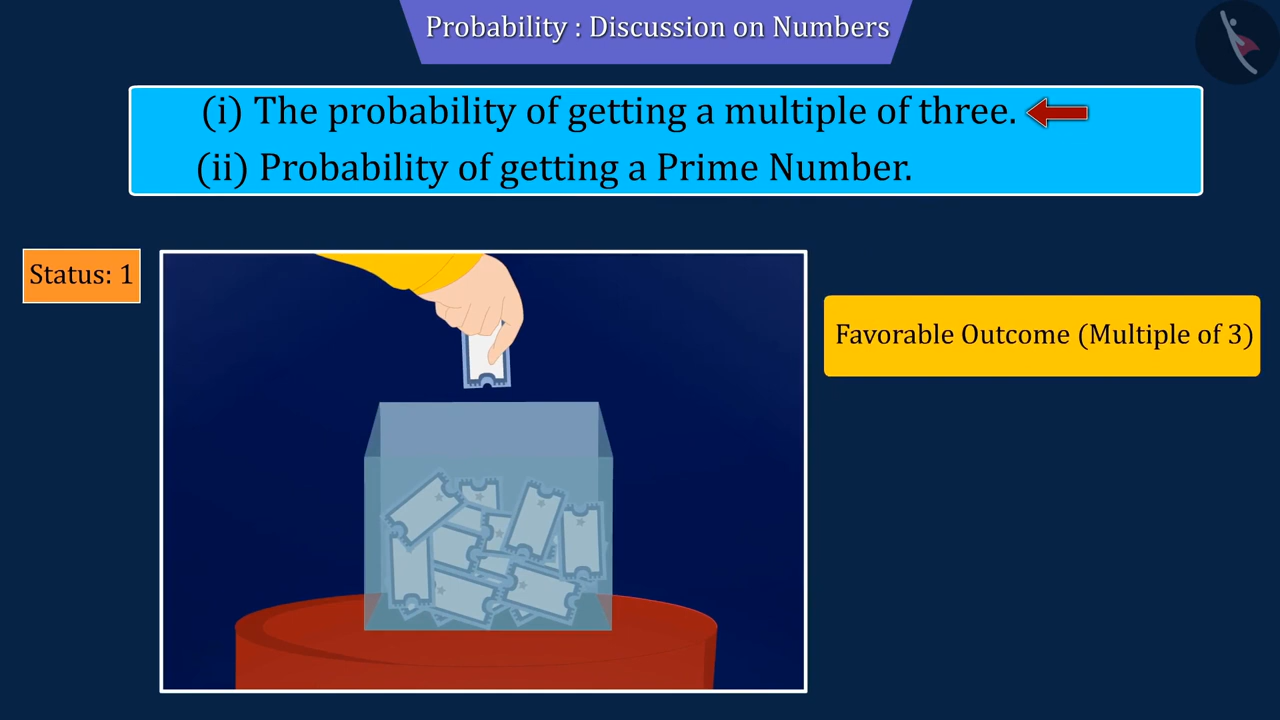 Probability : Discussion on Numbers
(i) The probability of getting a multiple of three.
(ii) Probability of getting a Prime Number.
Status: 1
Favorable Outcome (Multiple of 3)